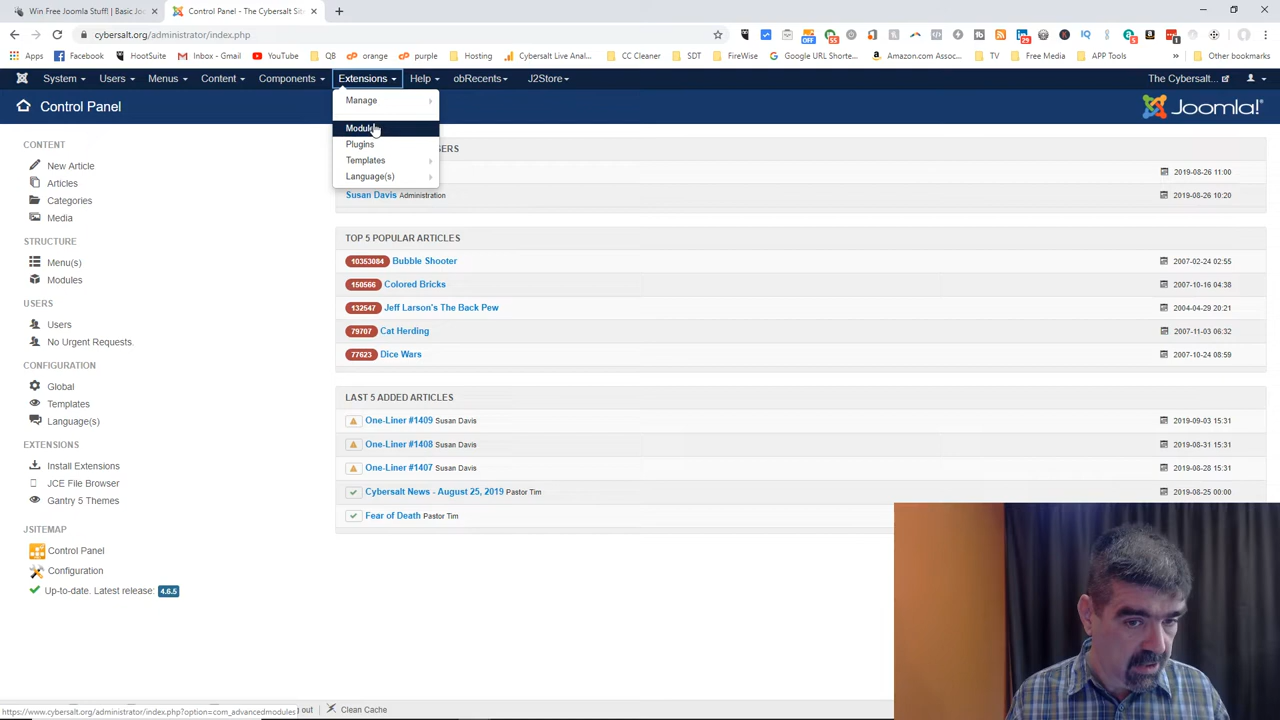 Win Free Joomla Stuff! | Basic Jo
Control Panel - The Cybersalt Sit
cybersalt.org/administrator/index.php
Apps Facebook HootSuite Email YouTube QB orange purple Hosting Cybersalt Live Anal... CC Cleaner SDT FireWise Google URL Shorte... Amazon.com Assoc... TV Free Media APP Tools Other bookmarks
System Users Menus Content Components Extensions Help obRecents J2Store The Cybersalt...
Control Panel
Joomla!
Manage
Modul
Plugins
Templates
Language(s)
CONTENT
New Article
Articles
Categories
Media
STRUCTURE
Menu(s)
Modules
USERS
Users
No Urgent Requests.
CONFIGURATION
Global
Templates
Language(s)
EXTENSIONS
Install Extensions
JCE File Browser
Gantry 5 Themes
JSITEMAP
Control Panel
Configuration
Up-to-date. Latest release: 4.6.5
ERS
2019-08-26 11:00
Susan Davis Administration 2019-08-26 10:20
TOP 5 POPULAR ARTICLES
10353084 Bubble Shooter 2007-02-24 02:55
150566 Colored Bricks 2007-10-16 04:38
132547 Jeff Larson's The Back Pew 2004-04-29 20:21
79707 Cat Herding 2007-11-03 06:32
77623 Dice Wars 2007-10-24 08:59
LAST 5 ADDED ARTICLES
One-Liner #1409 Susan Davis 2019-09-03 15:31
One-Liner #1408 Susan Davis 2019-08-31 15:31
One-Liner #1407 Susan Davis 2019-08-28 15:31
Cybersalt News - August 25, 2019 Pastor Tim 2019-08-25 00:00
Fear of Death Pastor Tim
https://www.cybersalt.org/administrator/index.php?option=com_advancedmodules
out Clean Cache